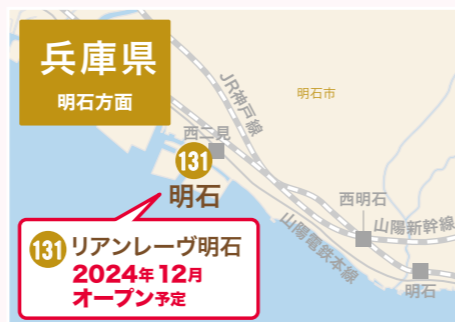 兵庫県
明石方面
JR神戸線
明石市
西二見
131
明石
西明石
山陽新幹線
山陽電鉄本線
明石
131 リアンレーヴ明石
2024年12月
オープン予定